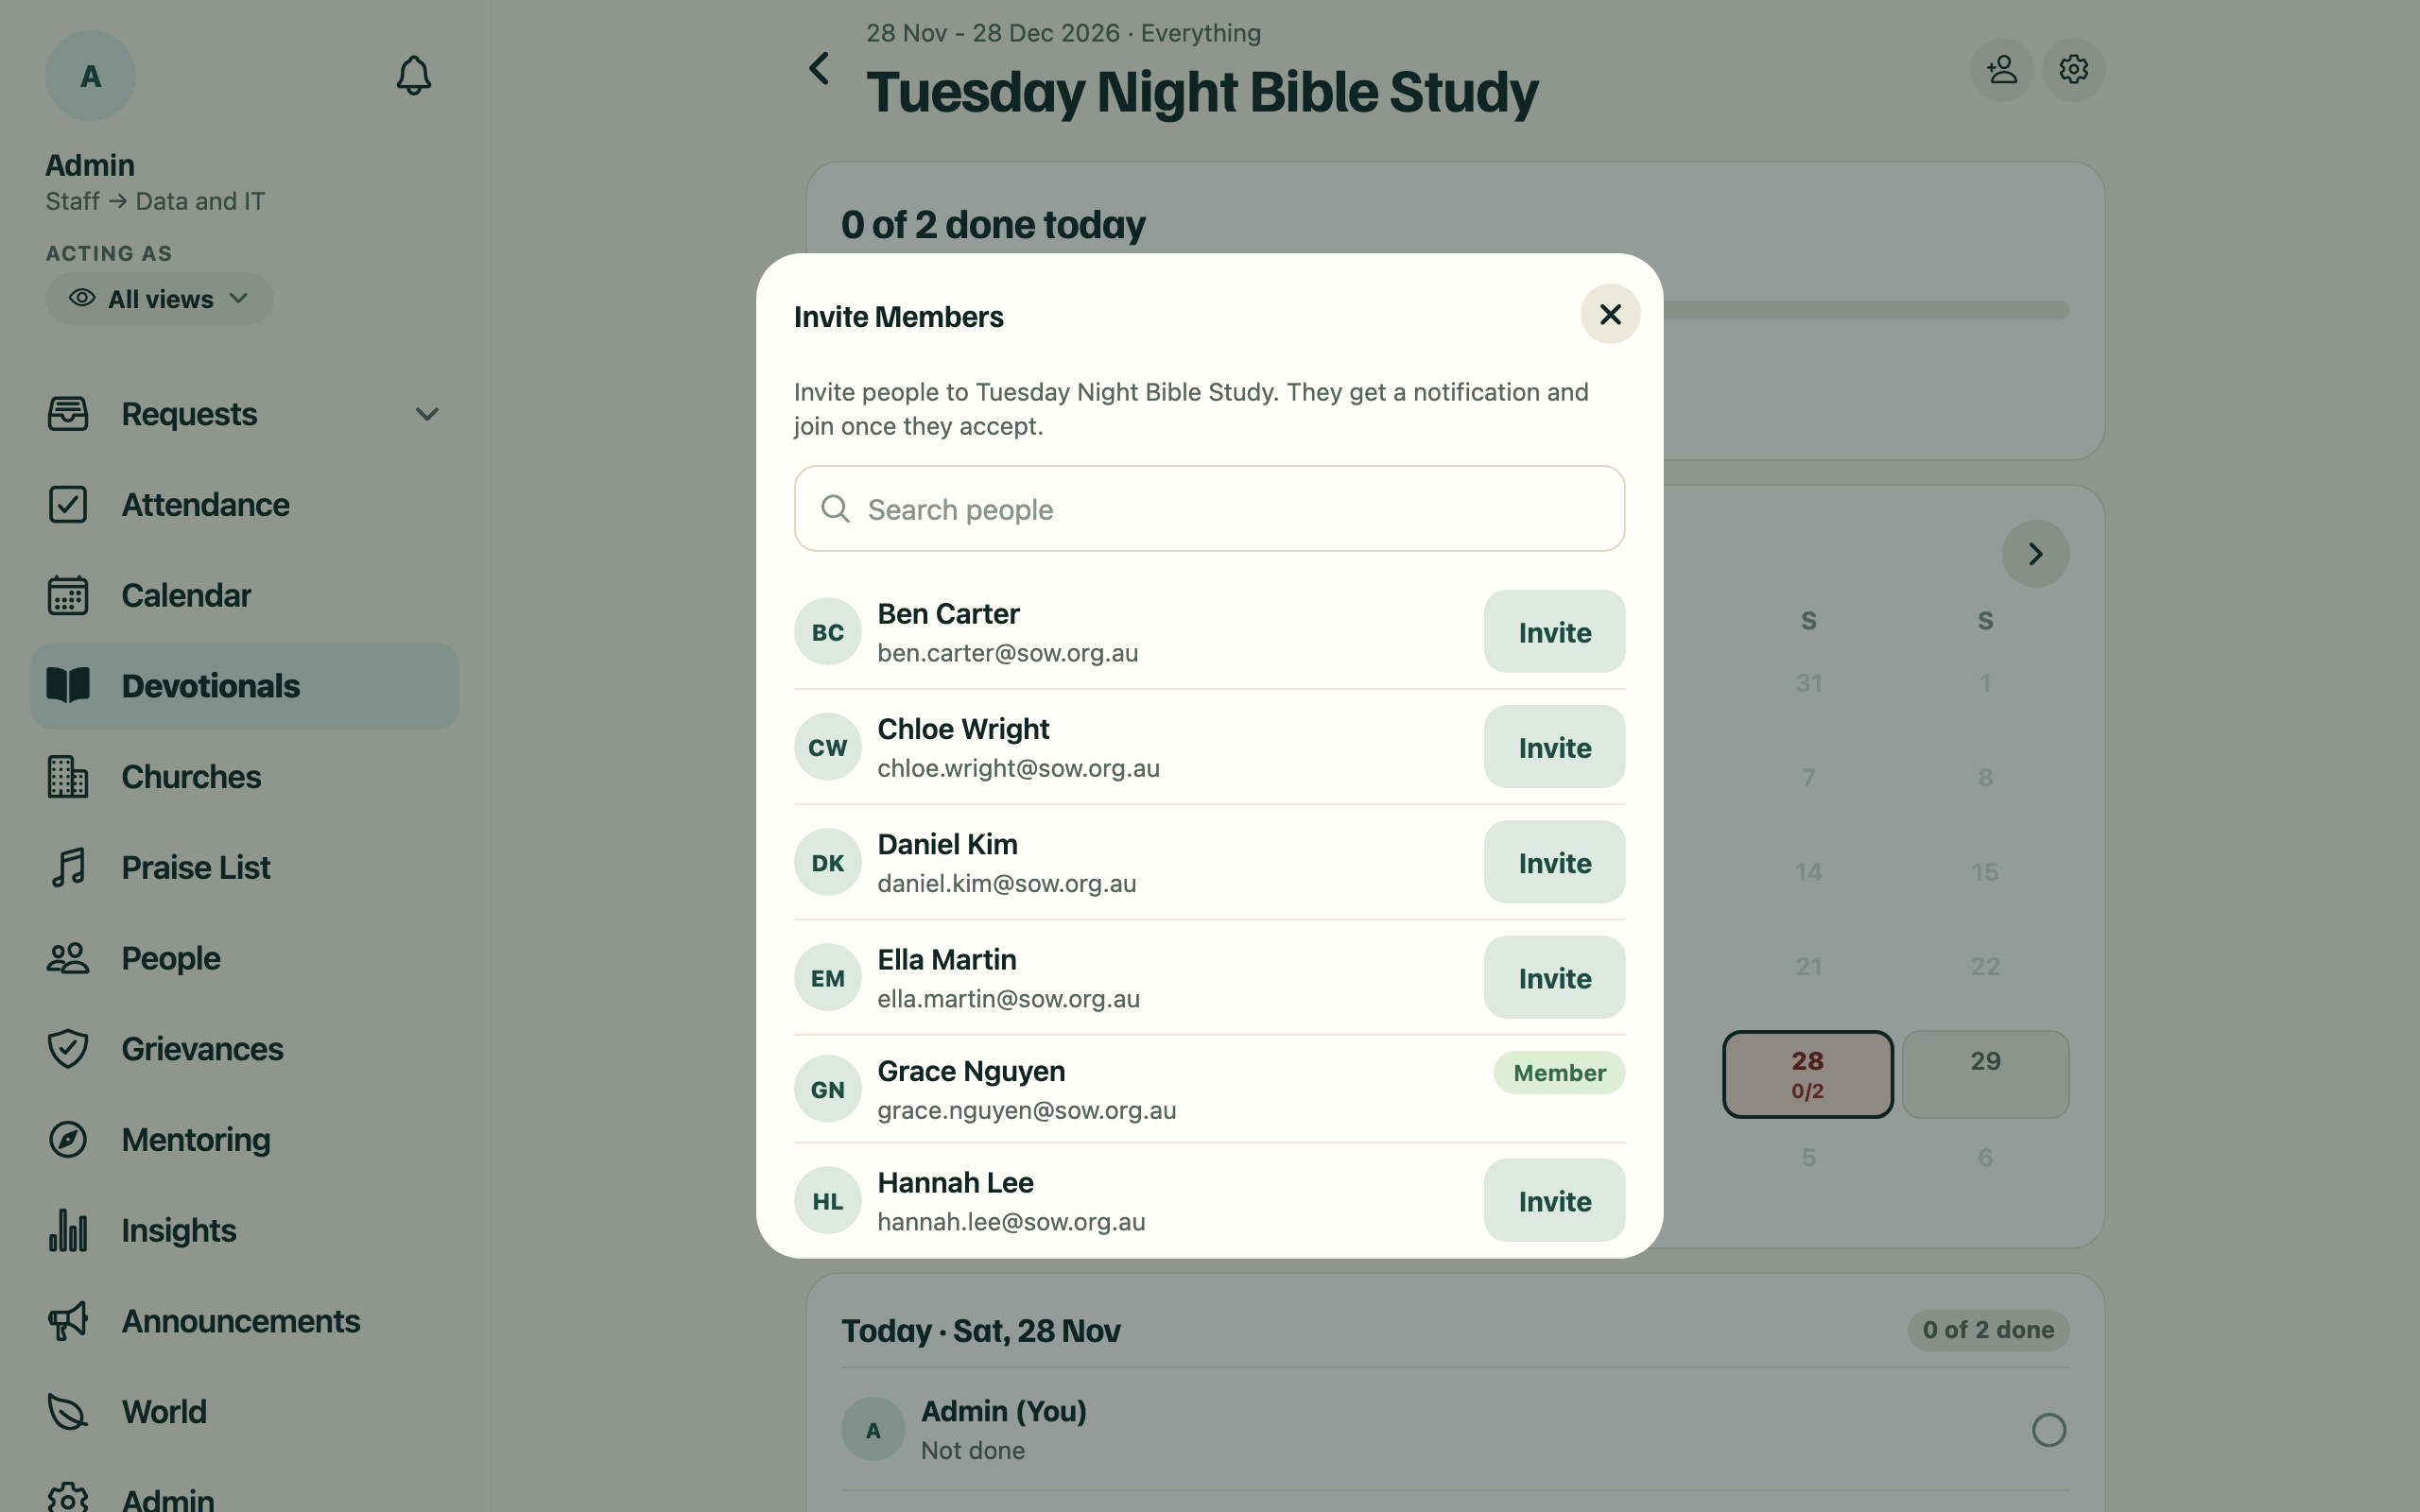 A
Admin
Staff → Data and IT
ACTING AS
All views
Requests
Attendance
Calendar
Devotionals
Churches
Praise List
People
Grievances
Mentoring
Insights
Announcements
World
Admin
28 Nov - 28 Dec 2026 · Everything
Tuesday Night Bible Study
0 of 2 done today
Invite Members
Invite people to Tuesday Night Bible Study. They get a notification and
join once they accept.
Search people
BC
Ben Carter
ben.carter@sow.org.au
Invite
CW
Chloe Wright
chloe.wright@sow.org.au
Invite
DK
Daniel Kim
daniel.kim@sow.org.au
Invite
EM
Ella Martin
ella.martin@sow.org.au
Invite
GN
Grace Nguyen
grace.nguyen@sow.org.au
Member
HL
Hannah Lee
hannah.lee@sow.org.au
Invite
S S
31 1
7 8
14 15
21 22
28 29
0/2
5 6
Today · Sat, 28 Nov
0 of 2 done
A
Admin (You)
Not done